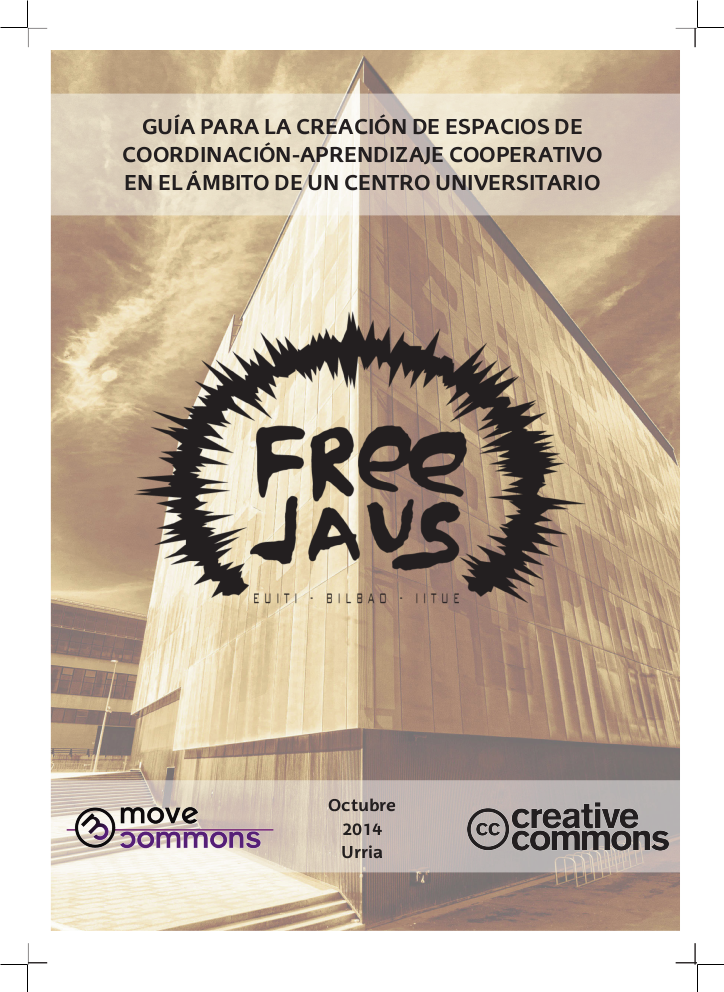 GUÍA PARA LA CREACIÓN DE ESPACIOS DE
COORDINACIÓN-APRENDIZAJE COOPERATIVO
EN EL ÁMBITO DE UN CENTRO UNIVERSITARIO
FREE
JAVS
EUITI · BILBAO · IITUE
move
commons
Octubre
2014
Urria
cc creative
commons